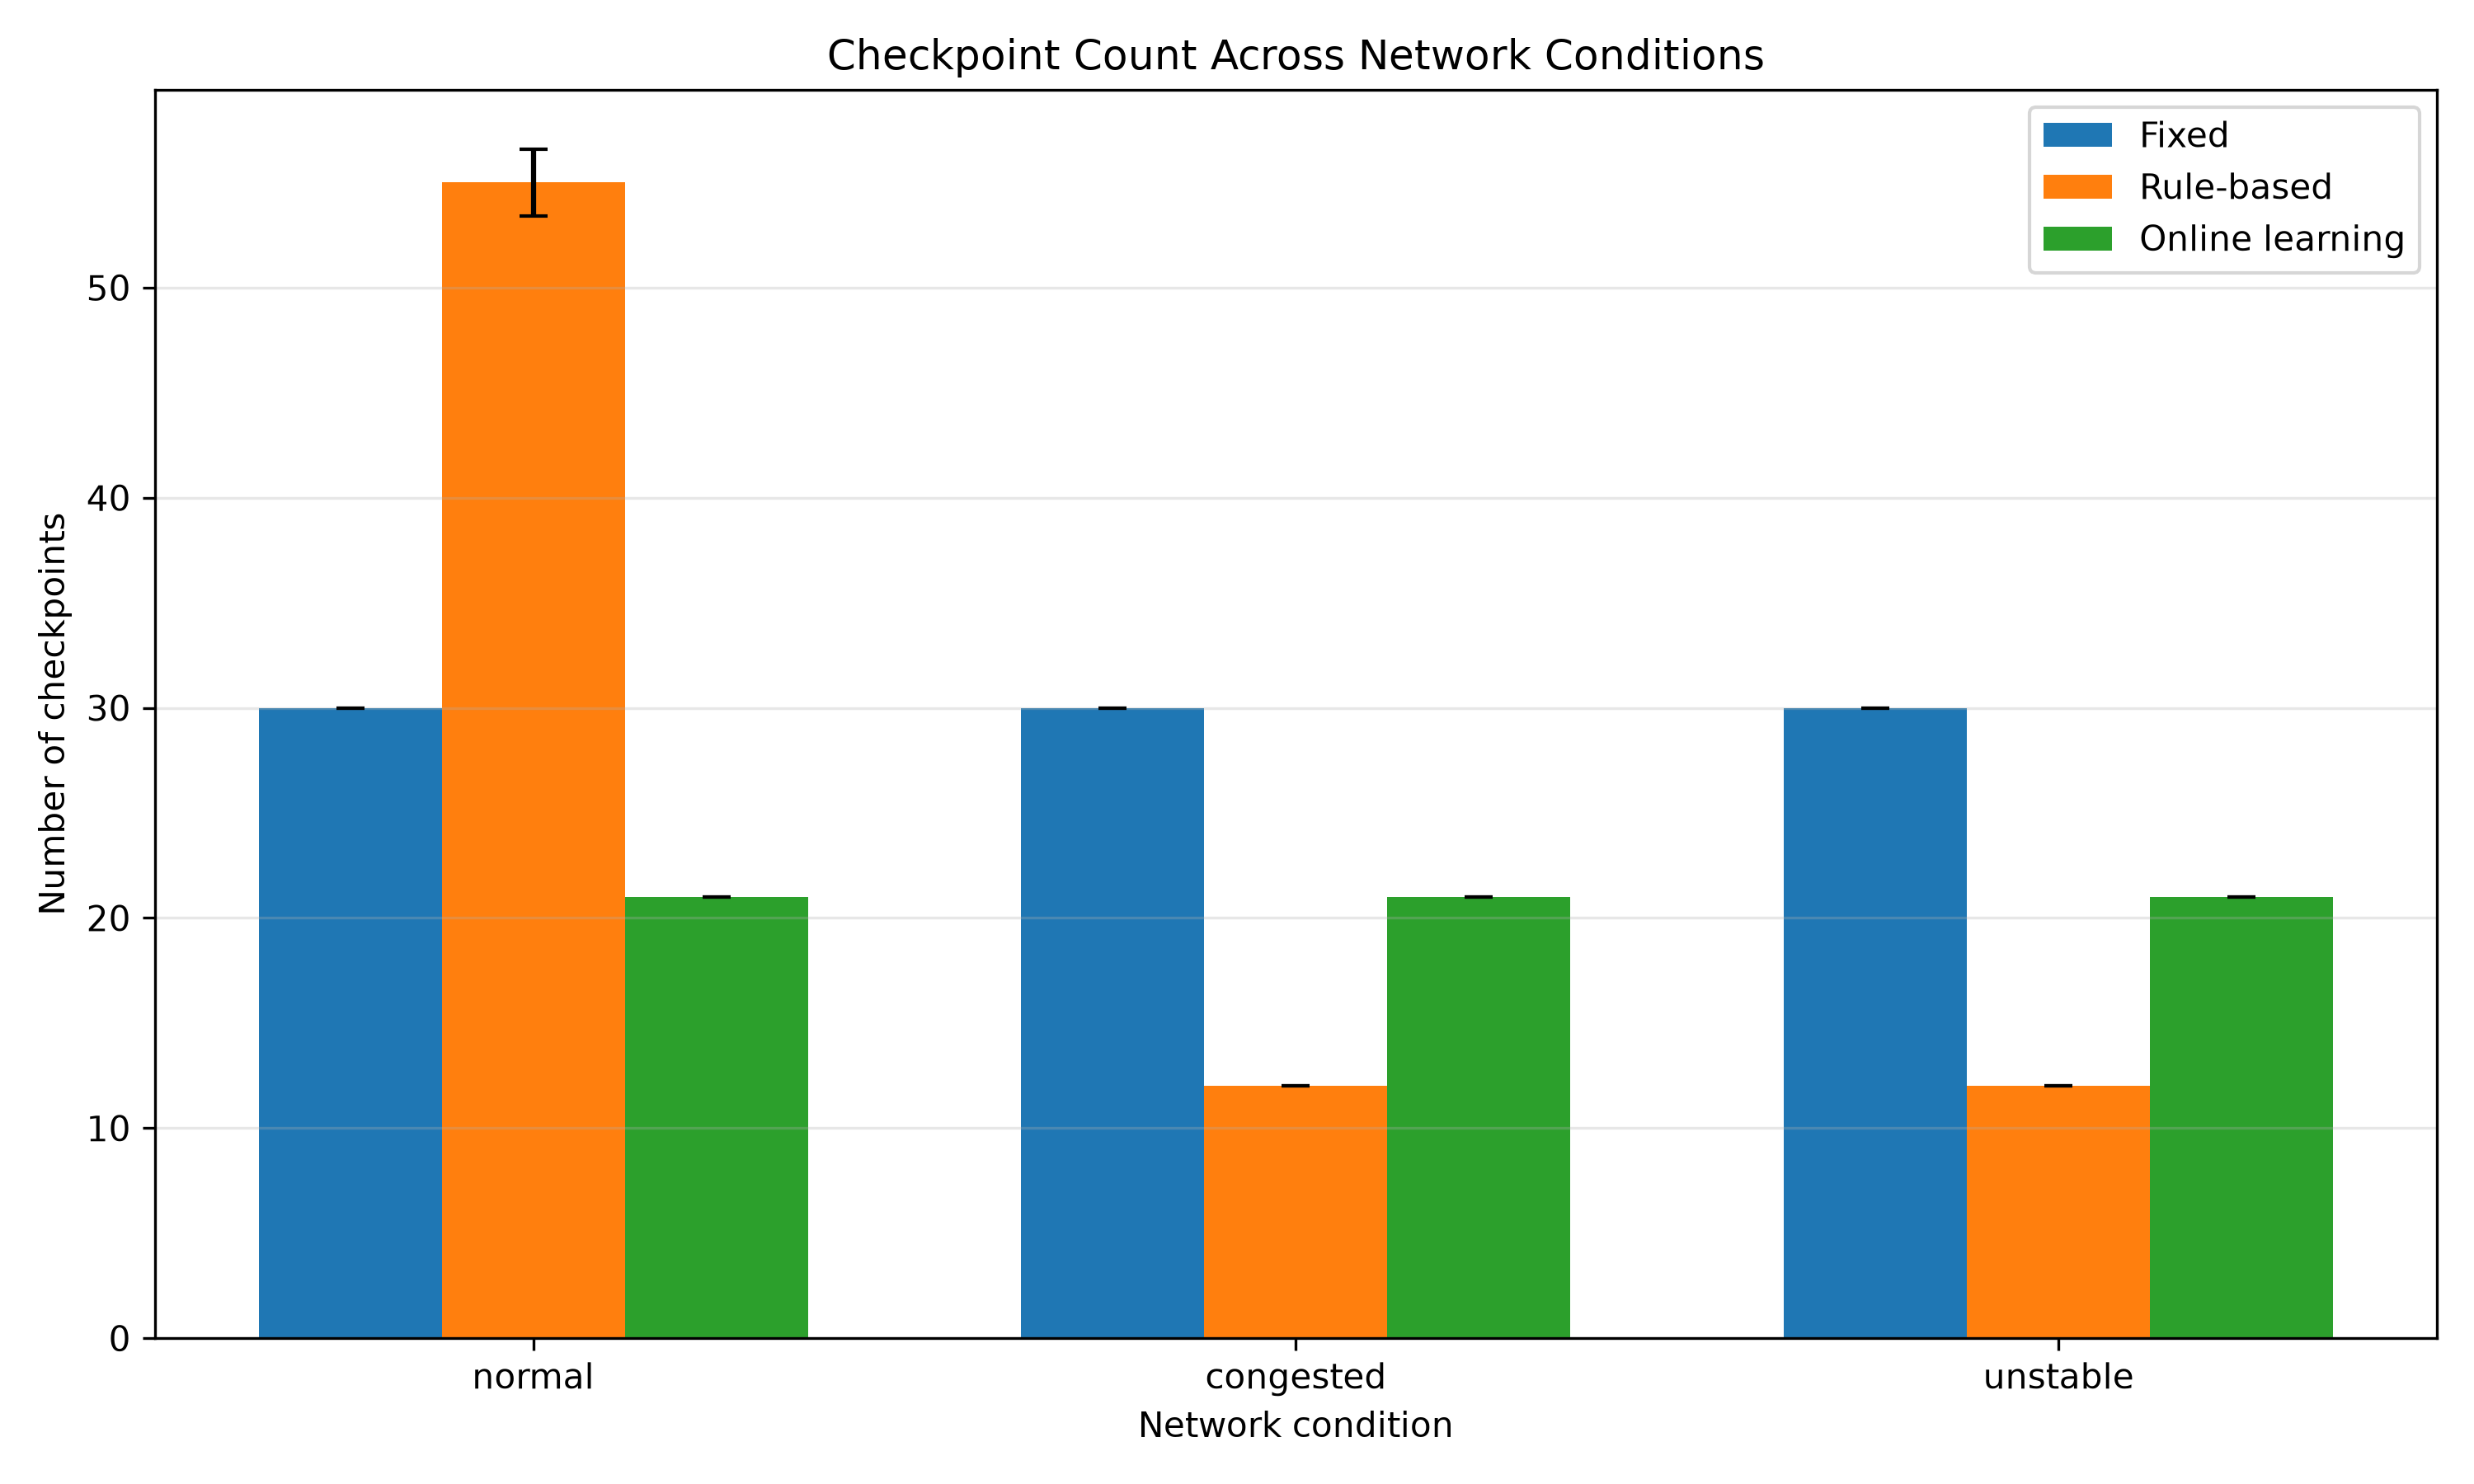 Checkpoint Count Across Network Conditions
Fixed
Rule-based
Online learning
Number of checkpoints
50
40
30
20
10
0
normal
congested
unstable
Network condition